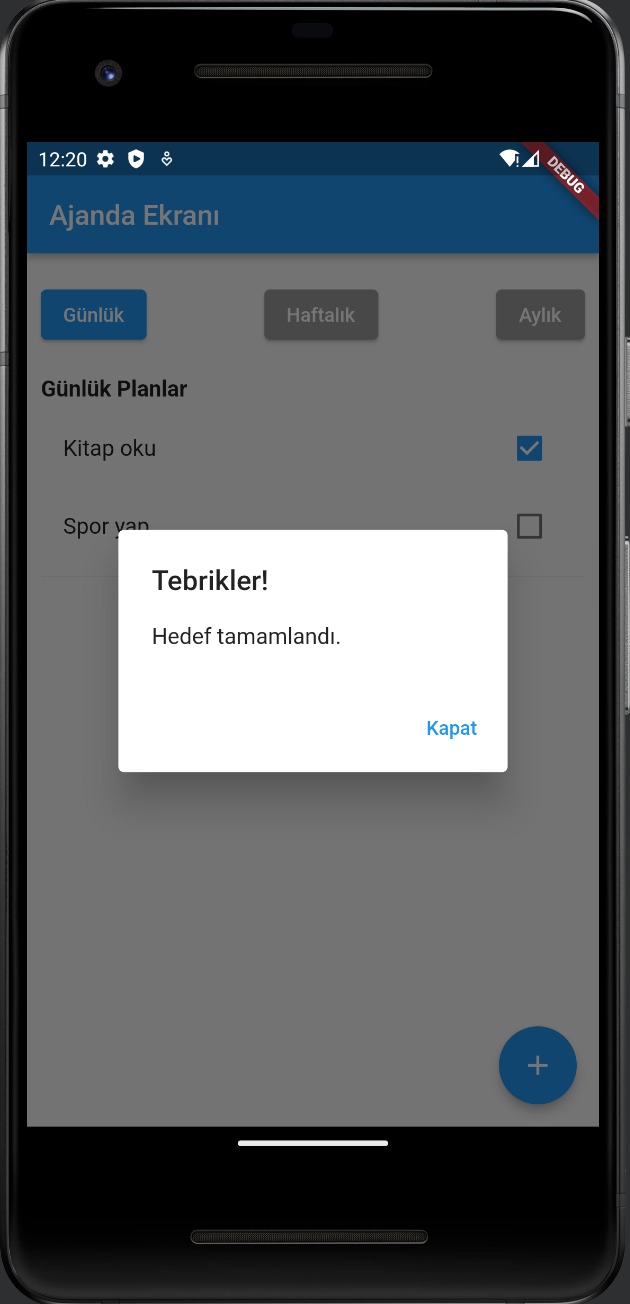 12:20
DEBUG
Ajanda Ekranı
Günlük
Haftalık
Aylık
Günlük Planlar
Kitap oku
Spor yap
Tebrikler!
Hedef tamamlandı.
Kapat